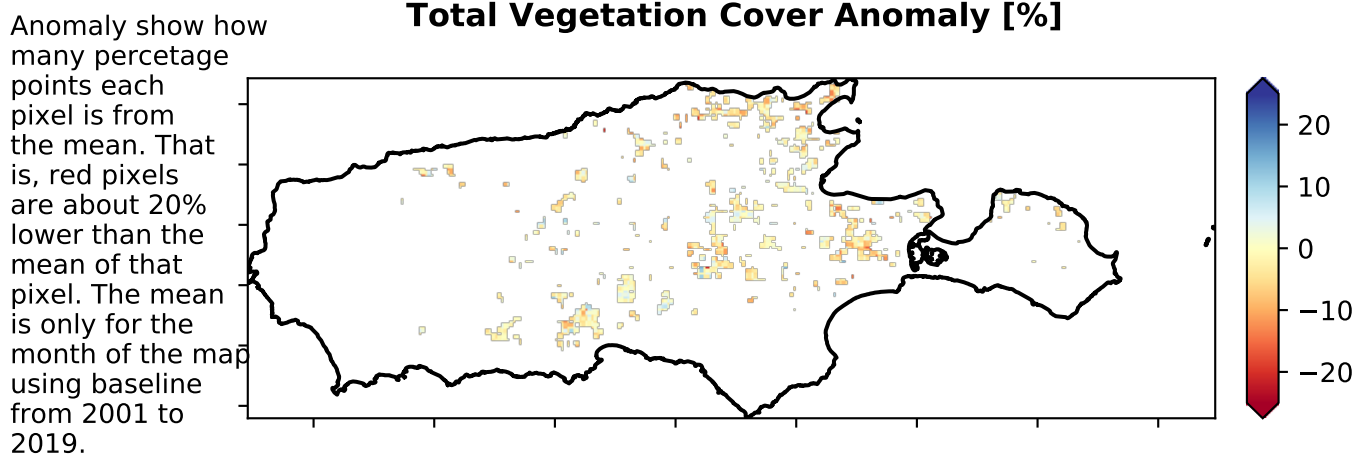 Total Vegetation Cover Anomaly [%]
Anomaly show how
many percetage
points each
pixel is from
the mean. That
is, red pixels
are about 20%
lower than the
mean of that
pixel. The mean
is only for the
month of the map
using baseline
from 2001 to
2019.
20
10
0
−10
−20